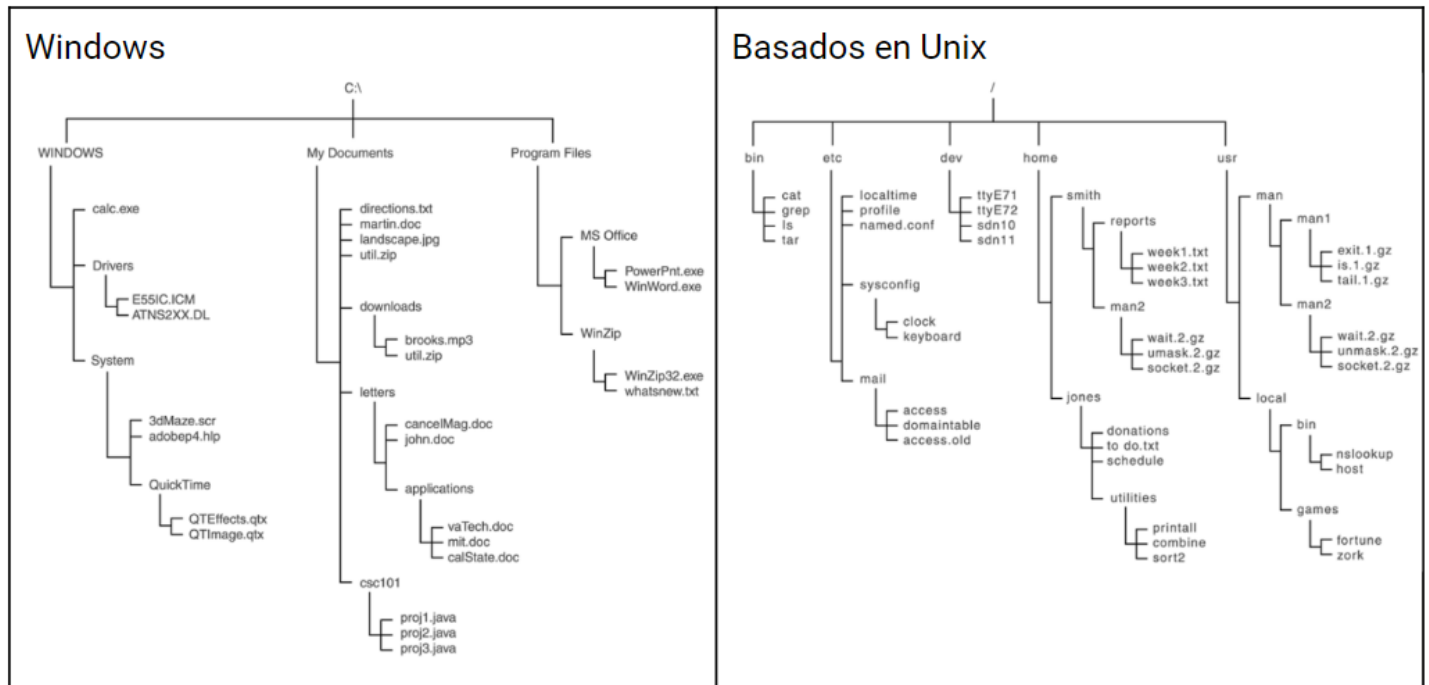 Windows
C:\
WINDOWS
calc.exe
Drivers
E55IC.ICM
ATNS2XX.DL
System
3dMaze.scr
adobep4.hlp
QuickTime
QTEffects.qtx
QTImage.qtx
My Documents
directions.txt
martin.doc
landscape.jpg
util.zip
downloads
brooks.mp3
util.zip
letters
cancelMag.doc
john.doc
applications
vaTech.doc
mit.doc
calState.doc
csc101
proj1.java
proj2.java
proj3.java
Program Files
MS Office
PowerPnt.exe
WinWord.exe
WinZip
WinZip32.exe
whatsnew.txt
Basados en Unix
/
bin
cat
grep
ls
tar
etc
localtime
profile
named.conf
sysconfig
clock
keyboard
mail
access
domaintable
access.old
dev
ttyE71
ttyE72
sdn10
sdn11
home
smith
reports
week1.txt
week2.txt
week3.txt
man2
wait.2.gz
umask.2.gz
socket.2.gz
jones
donations
to do.txt
schedule
utilities
printall
combine
sort2
usr
man
man1
exit.1.gz
is.1.gz
tail.1.gz
man2
wait.2.gz
unmask.2.gz
socket.2.gz
local
bin
nslookup
host
games
fortune
zork